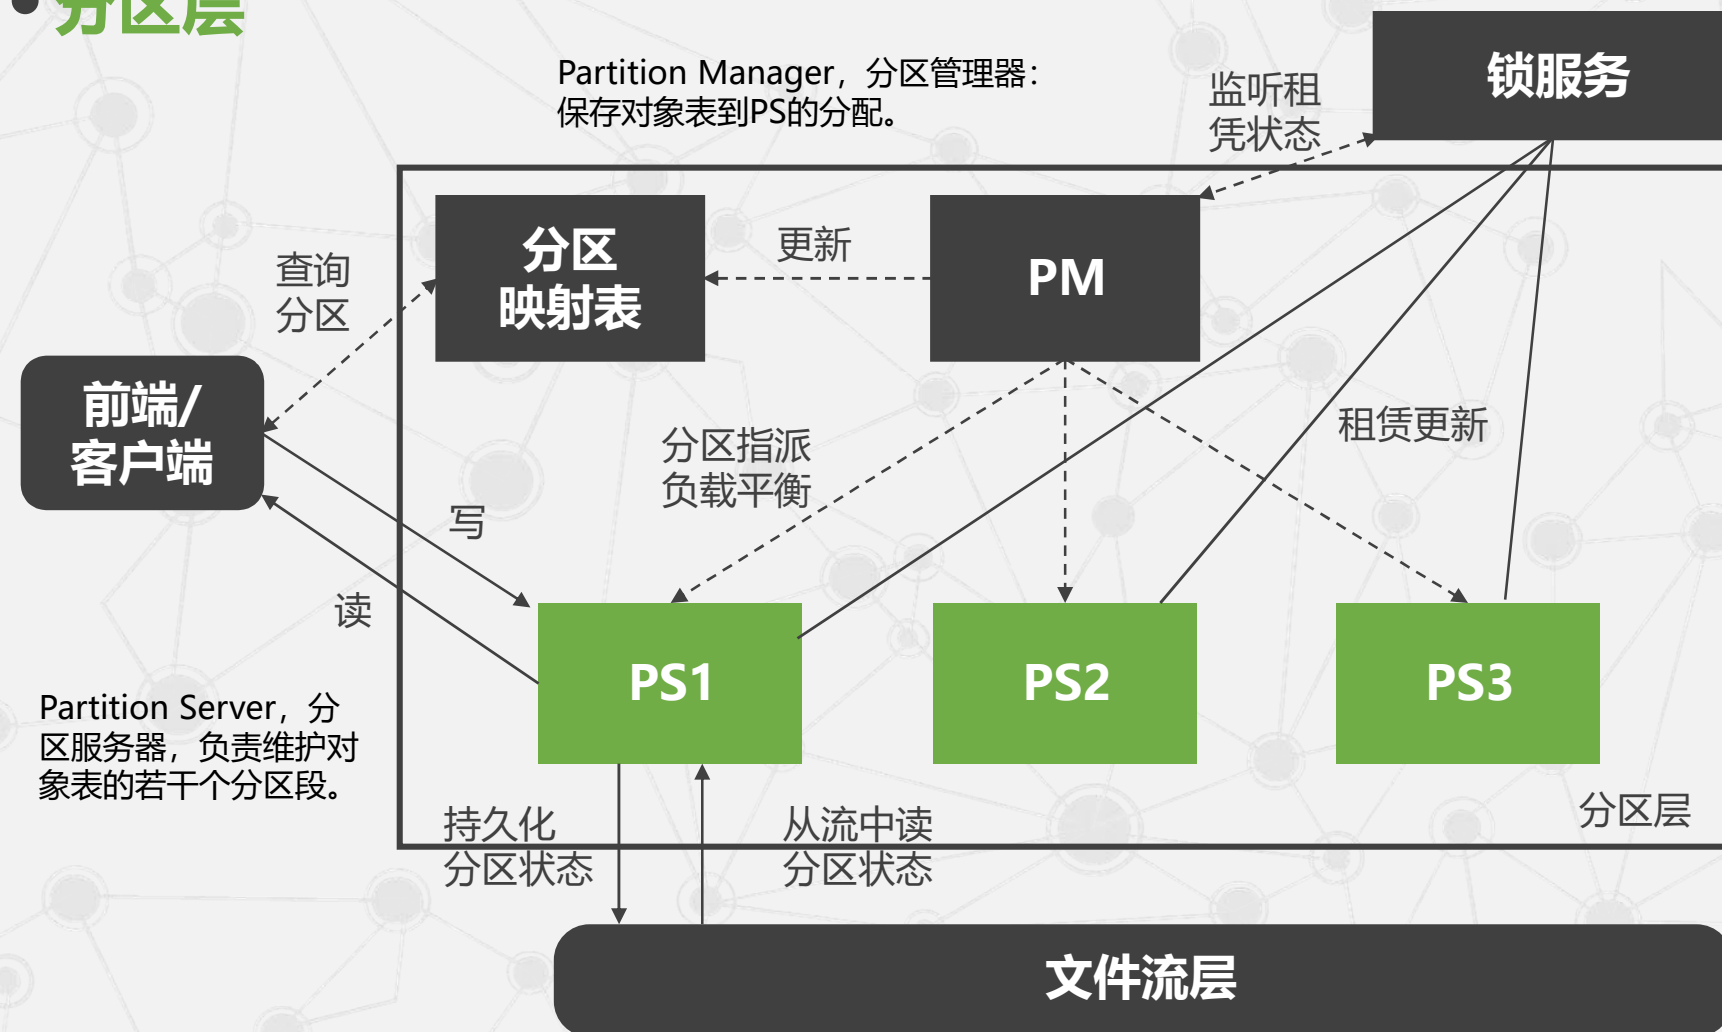 • 分区层
Partition Manager，分区管理器：
保存对象表到PS的分配。
监听租
凭状态
锁服务
分区
映射表
更新
PM
查询
分区
前端/
客户端
分区指派
负载平衡
租赁更新
写
读
PS1
PS2
PS3
Partition Server，分
区服务器，负责维护对
象表的若干个分区段。
持久化
分区状态
从流中读
分区状态
分区层
文件流层